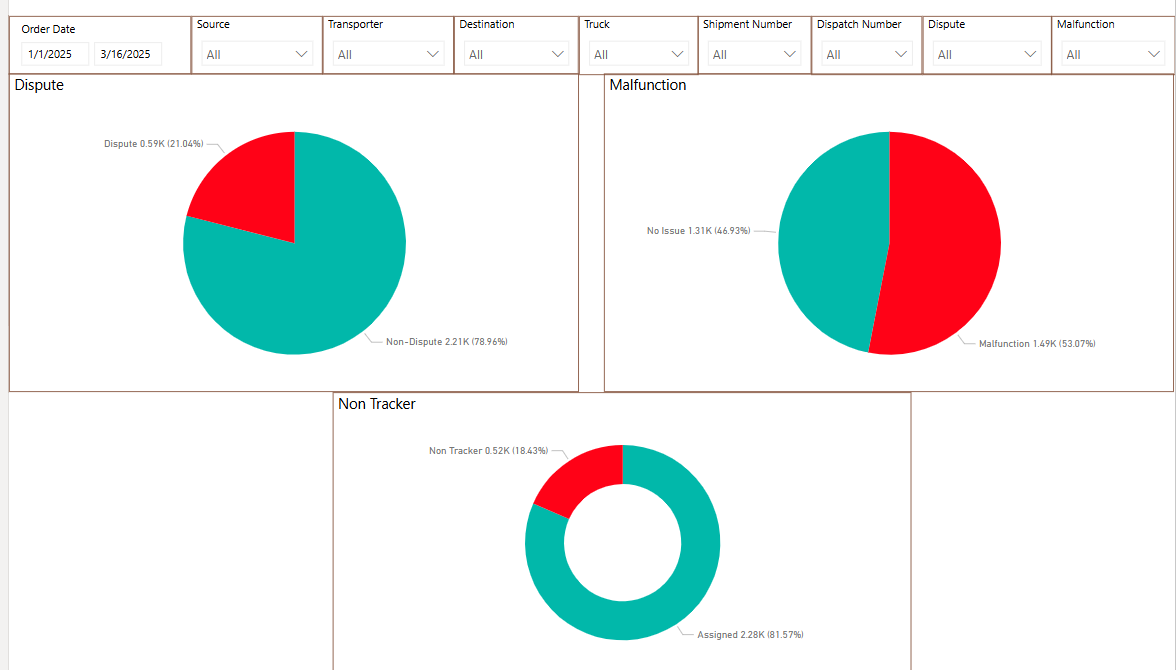 Order Date
1/1/2025 3/16/2025
Source
All
Transporter
All
Destination
All
Truck
All
Shipment Number
All
Dispatch Number
All
Dispute
All
Malfunction
All
Dispute
Dispute 0.59K (21.04%)
Non-Dispute 2.21K (78.96%)
Malfunction
No Issue 1.31K (46.93%)
Malfunction 1.49K (53.07%)
Non Tracker
Non Tracker 0.52K (18.43%)
Assigned 2.28K (81.57%)